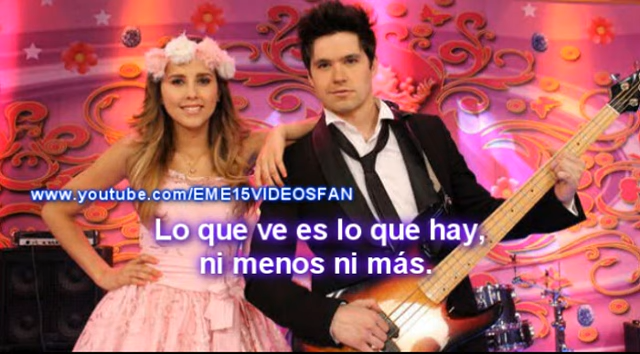 www.youtube.com/EME15VIDEOSFAN
Lo que ve es lo que hay,
ni menos ni más.